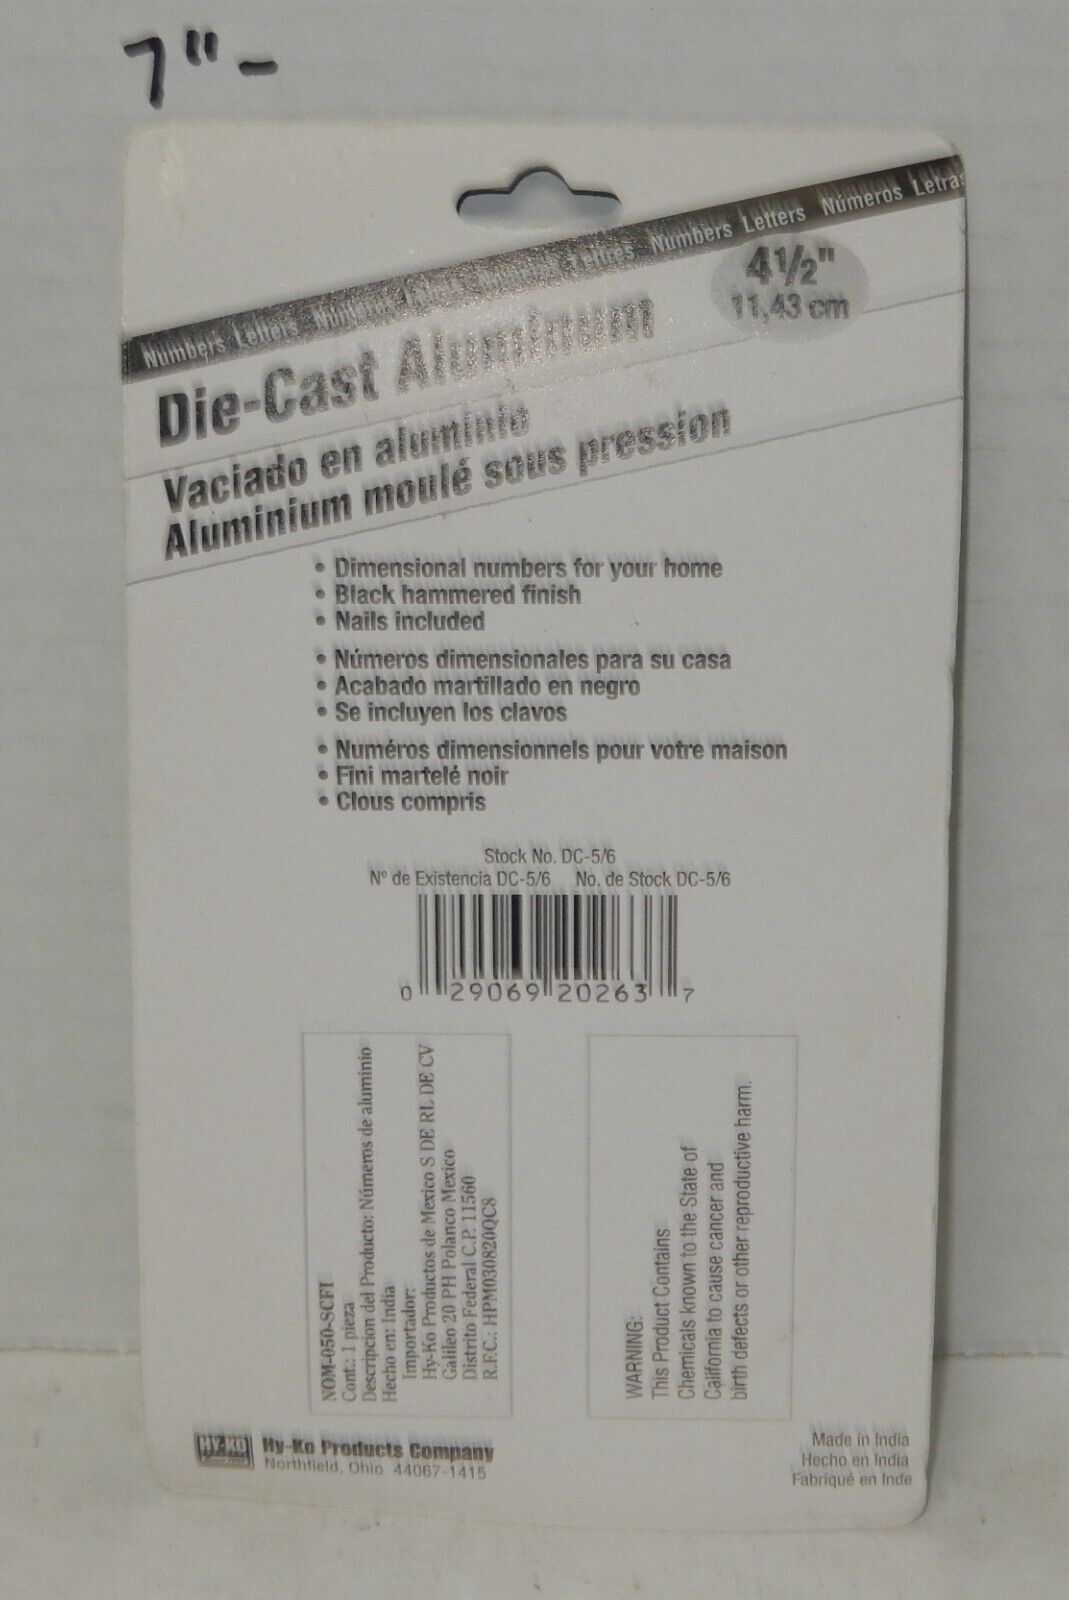 7" -
Numbers Letters Números Letras Numéros Lettres Numbers Letters Números Letras
4½"
11,43 cm
Die-Cast Aluminum
Vaciado en aluminio
Aluminium moulé sous pression
• Dimensional numbers for your home
• Black hammered finish
• Nails included
• Números dimensionales para su casa
• Acabado martillado en negro
• Se incluyen los clavos
• Numéros dimensionnels pour votre maison
• Fini martelé noir
• Clous compris
Stock No. DC-5/6
N° de Existencia DC-5/6 No. de Stock DC-5/6
0 29069 20263 7
NOM-050-SCFI
Cont.: 1 pieza
Descripcion del Producto: Números de aluminio
Hecho en: India
Importador:
Hy-Ko Productos de Mexico S DE RL DE CV
Galileo 20 PH Polanco Mexico
Distrito Federal C.P. 11560
R.F.C.: HPM030820QC8
WARNING:
This Product Contains
Chemicals known to the State of
California to cause cancer and
birth defects or other reproductive harm.
HY-KO
Hy-Ko Products Company
Northfield, Ohio 44067-1415
Made in India
Hecho en India
Fabriqué en Inde